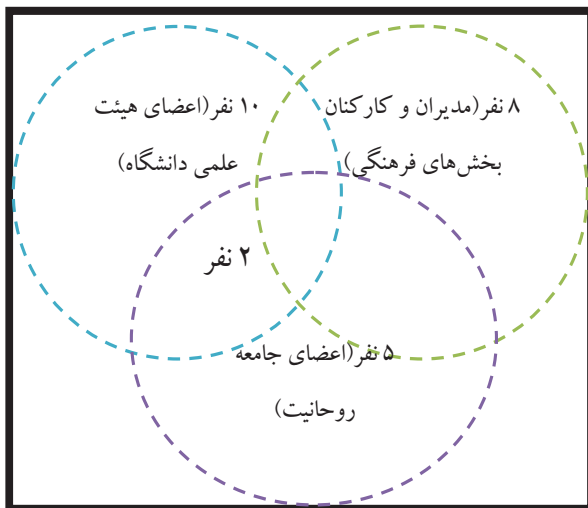 ۸ نفر(مدیران و کارکنان
بخش‌های فرهنگی)
۱۰ نفر(اعضای هیئت
علمی دانشگاه)
۲ نفر
۵ نفر(اعضای جامعه
روحانیت)